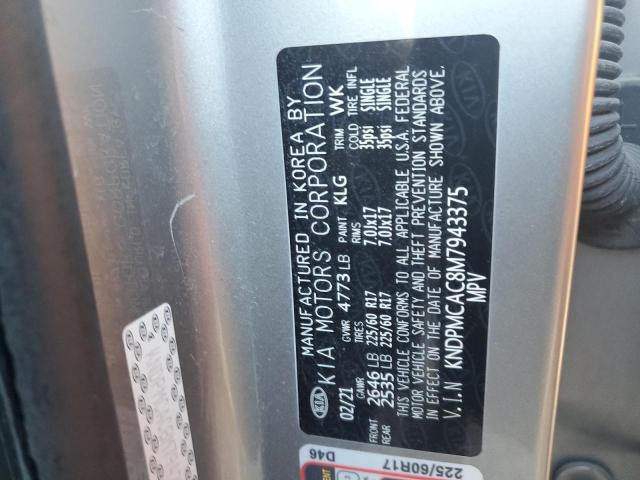 MANUFACTURED IN KOREA BY
KIA KIA MOTORS CORPORATION
02/21 GVWR 4773 LB PAINT KLG TRIM WK
GAWR TIRES RIMS COLD TIRE INFL
FRONT 2646 LB 225/60 R17 7.0Jx17 35psi SINGLE
REAR 2535 LB 225/60 R17 7.0Jx17 35psi SINGLE
THIS VEHICLE CONFORMS TO ALL APPLICABLE U.S.A. FEDERAL
MOTOR VEHICLE SAFETY AND THEFT PREVENTION STANDARDS
IN EFFECT ON THE DATE OF MANUFACTURE SHOWN ABOVE.
V.I.N KNDPMCAC8M7943375
MPV
D46
225/60R17